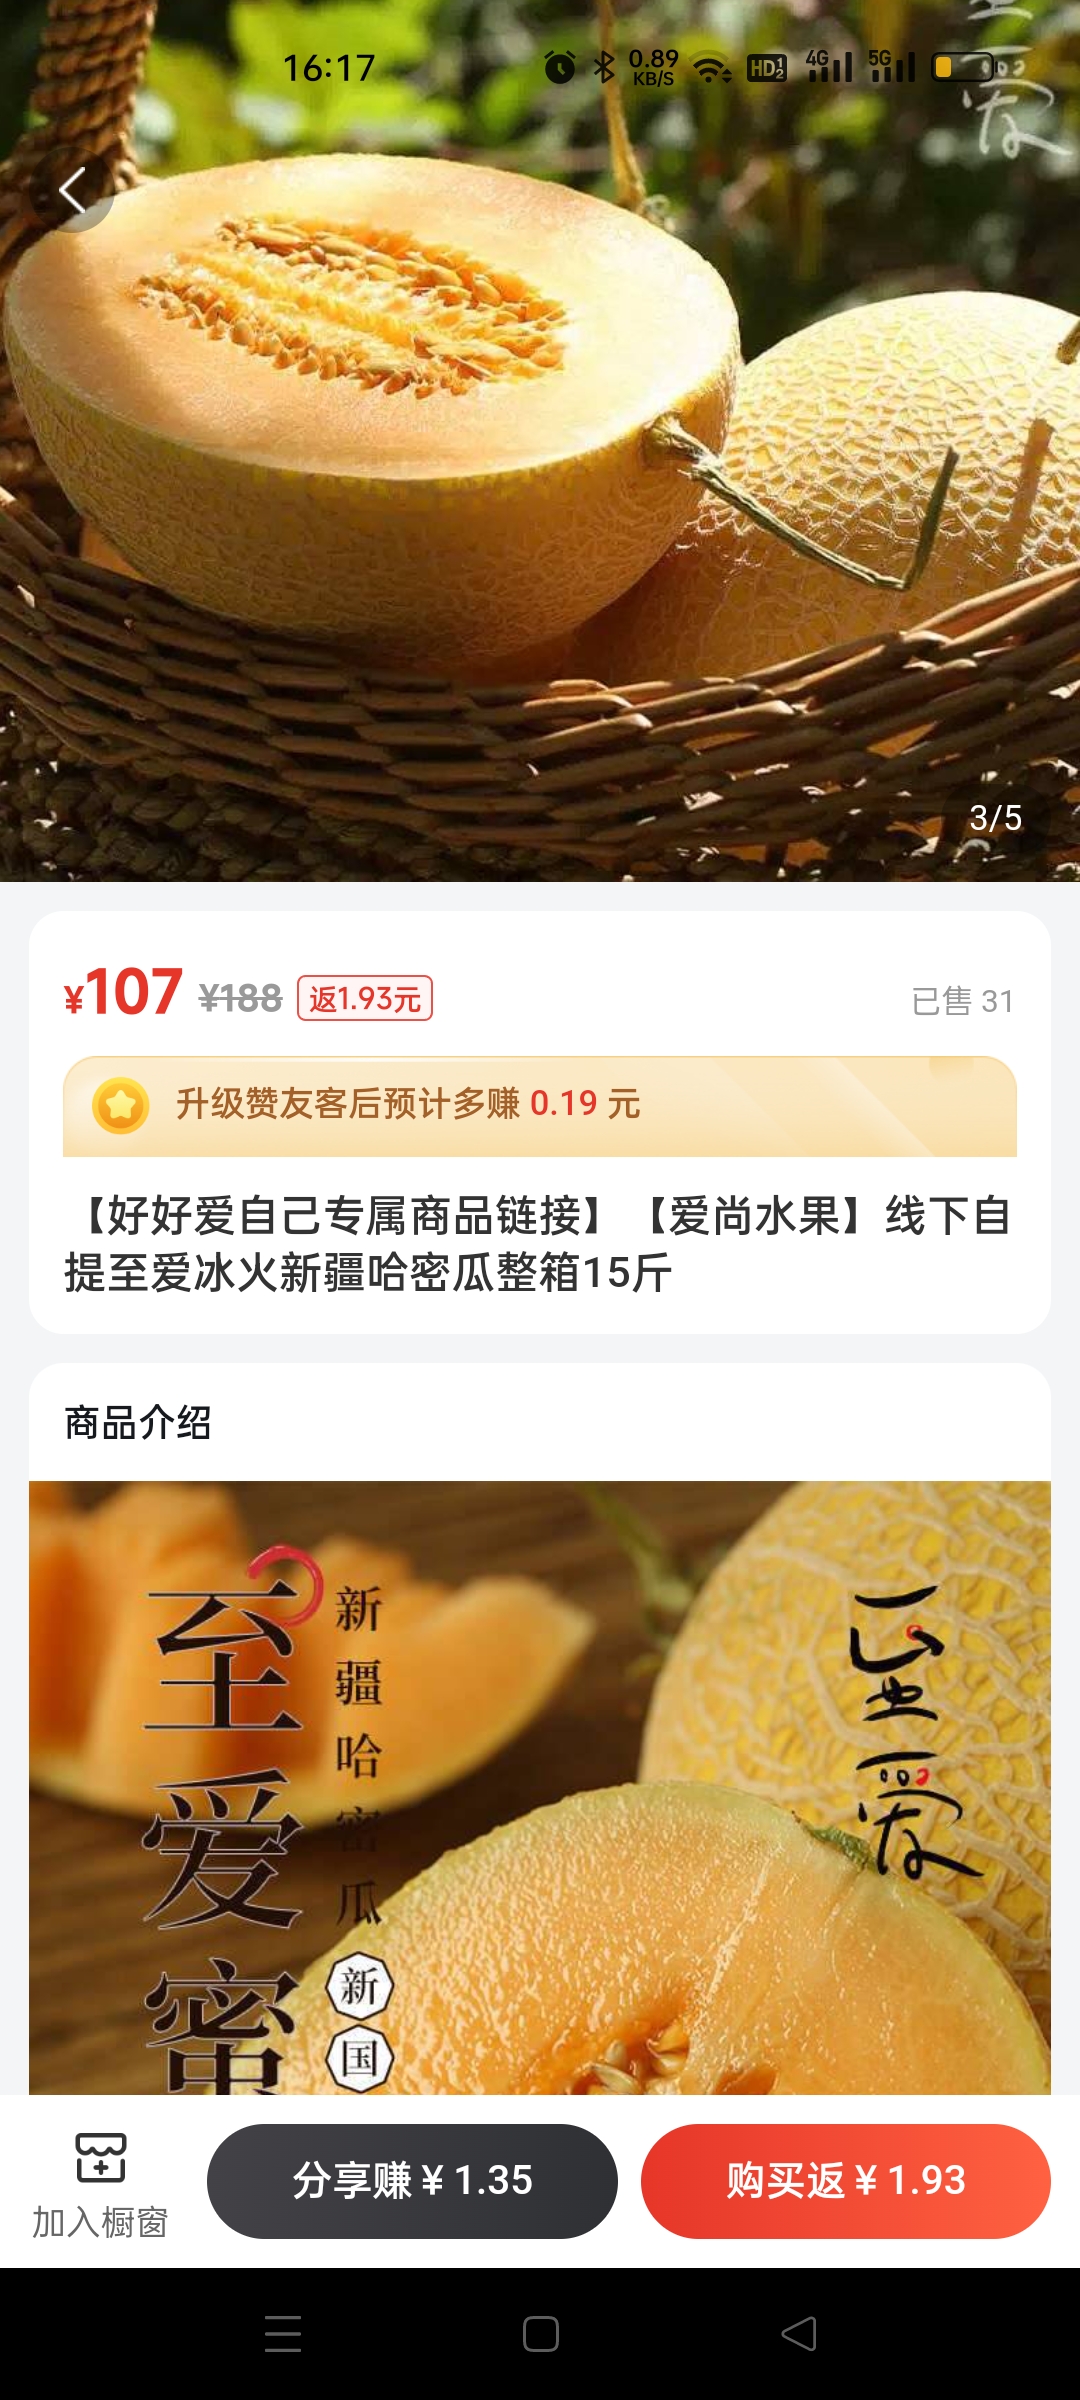 16:17
0.89
KB/S
HD
4G
5G
至
爱
3/5
¥107 ¥188 返1.93元
已售 31
升级赞友客后预计多赚 0.19 元
【好好爱自己专属商品链接】【爱尚水果】线下自
提至爱冰火新疆哈密瓜整箱15斤
商品介绍
至爱蜜
新疆哈密瓜
新国
至爱
加入橱窗
分享赚 ¥ 1.35
购买返 ¥ 1.93